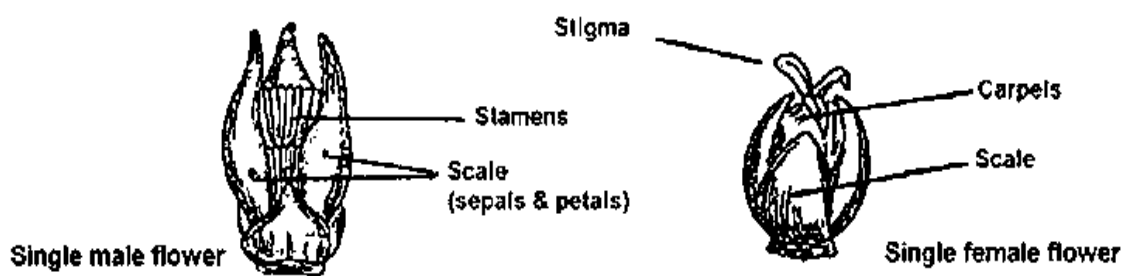 Stigma
Carpels
Stamens
Scale
(sepals & petals)
Scale
Single male flower
Single female flower